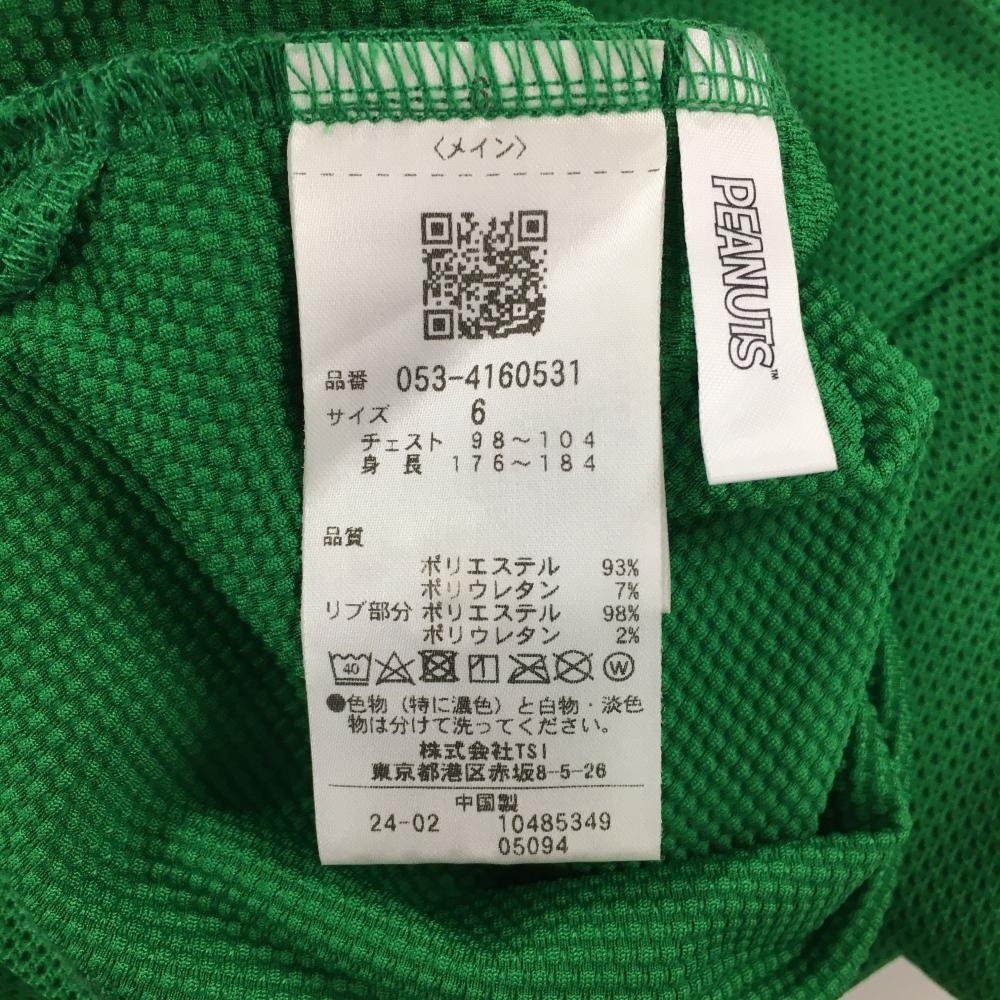 〈メイン〉
品番 053-4160531
サイズ 6
チェスト 98~104
身長 176~184
品質
ポリエステル 93%
ポリウレタン 7%
リブ部分 ポリエステル 98%
ポリウレタン 2%
40 W
●色物(特に濃色)と白物・淡色
物は分けて洗ってください。
株式会社TSI
東京都港区赤坂8-5-26
中国製
24-02 10485349
05094
PEANUTS™